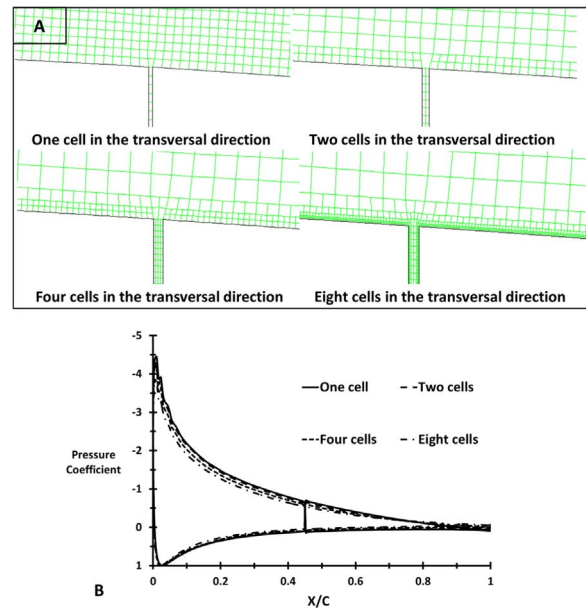 A
One cell in the transversal direction
Two cells in the transversal direction
Four cells in the transversal direction
Eight cells in the transversal direction
-5
-4
-3
-2
-1
0
1
Pressure
Coefficient
One cell
Two cells
Four cells
Eight cells
0
0.2
0.4
0.6
0.8
1
X/C
B